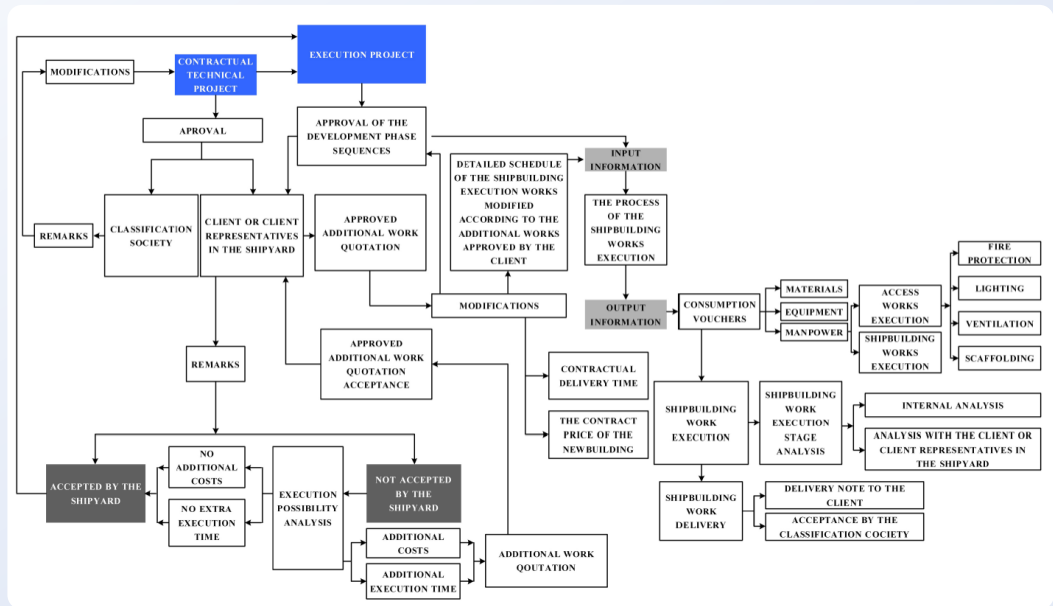 EXECUTION PROJECT
MODIFICATIONS
CONTRACTUAL
TECHNICAL
PROJECT
APROVAL
APPROVAL OF THE
DEVELOPMENT PHASE
SEQUENCES
REMARKS
CLASSIFICATION
SOCIETY
CLIENT OR CLIENT
REPRESENTATIVES
IN THE SHIPYARD
APPROVED
ADDITIONAL WORK
QUOTATION
DETAILED SCHEDULE
OF THE SHIPBUILDING
EXECUTION WORKS
MODIFIED
ACCORDING TO THE
ADDITIONAL WORKS
APPROVED BY THE
CLIENT
INPUT
INFORMATION
THE PROCESS OF
THE SHIPBUILDING
WORKS
EXECUTION
OUTPUT
INFORMATION
MODIFICATIONS
CONSUMPTION
VOUCHERS
MATERIALS
EQUIPMENT
MANPOWER
ACCESS
WORKS
EXECUTION
SHIPBUILDING
WORKS
EXECUTION
FIRE
PROTECTION
LIGHTING
VENTILATION
SCAFFOLDING
REMARKS
APPROVED
ADDITIONAL WORK
QUOTATION
ACCEPTANCE
CONTRACTUAL
DELIVERY TIME
THE CONTRACT
PRICE OF THE
NEWBUILDING
SHIPBUILDING
WORK
EXECUTION
SHIPBUILDING
WORK
EXECUTION
STAGE
ANALYSIS
INTERNAL ANALYSIS
ANALYSIS WITH THE CLIENT OR
CLIENT REPRESENTATIVES IN
THE SHIPYARD
ACCEPTED BY THE
SHIPYARD
NO
ADDITIONAL
COSTS
NO EXTRA
EXECUTION
TIME
EXECUTION
POSSIBILITY
ANALYSIS
NOT ACCEPTED
BY THE
SHIPYARD
ADDITIONAL
COSTS
ADDITIONAL
EXECUTION TIME
ADDITIONAL WORK
QOUTATION
SHIPBUILDING
WORK
DELIVERY
DELIVERY NOTE TO THE
CLIENT
ACCEPTANCE BY THE
CLASSIFICATION COCIETY